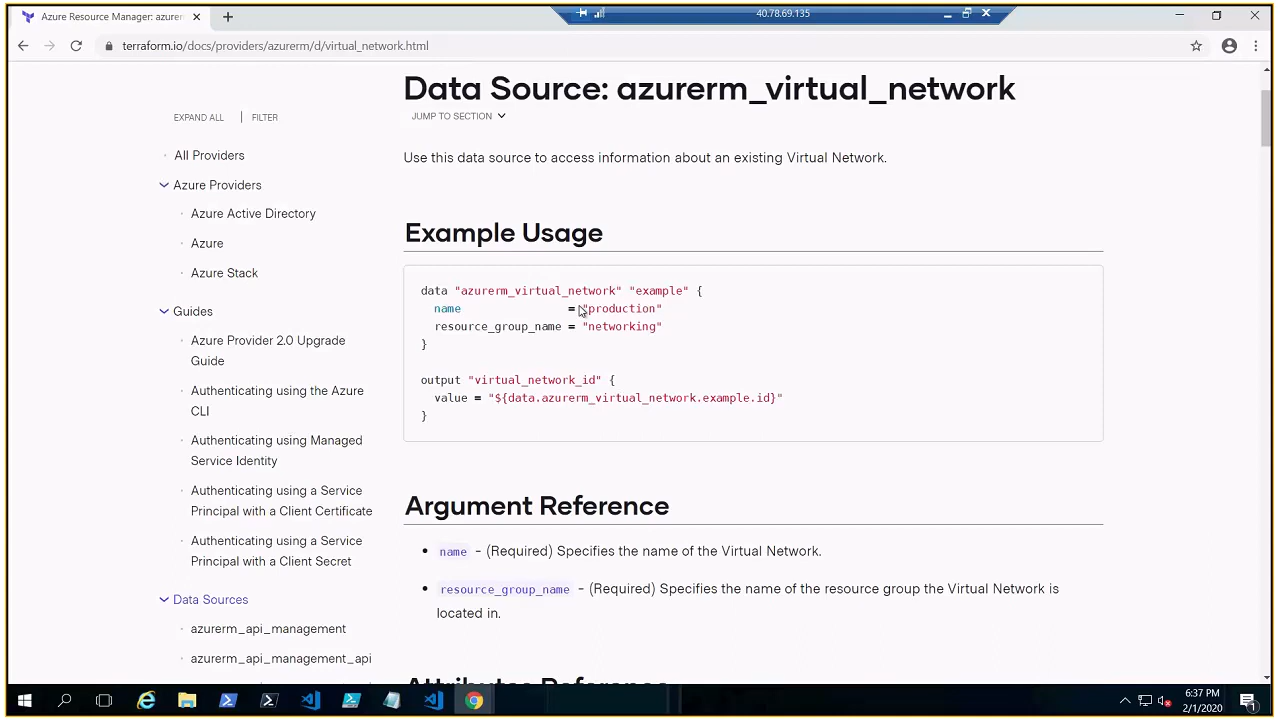 Azure Resource Manager: azurer
40.78.69.135
terraform.io/docs/providers/azurerm/d/virtual_network.html
EXPAND ALL | FILTER
All Providers
Azure Providers
Azure Active Directory
Azure
Azure Stack
Guides
Azure Provider 2.0 Upgrade
Guide
Authenticating using the Azure
CLI
Authenticating using Managed
Service Identity
Authenticating using a Service
Principal with a Client Certificate
Authenticating using a Service
Principal with a Client Secret
Data Sources
azurerm_api_management
azurerm_api_management_api
Data Source: azurerm_virtual_network
JUMP TO SECTION
Use this data source to access information about an existing Virtual Network.
Example Usage
data "azurerm_virtual_network" "example" {
name = "production"
resource_group_name = "networking"
}
output "virtual_network_id" {
value = "${data.azurerm_virtual_network.example.id}"
}
Argument Reference
• name - (Required) Specifies the name of the Virtual Network.
• resource_group_name - (Required) Specifies the name of the resource group the Virtual Network is
located in.
Attributes Reference
6:37 PM
2/1/2020
1